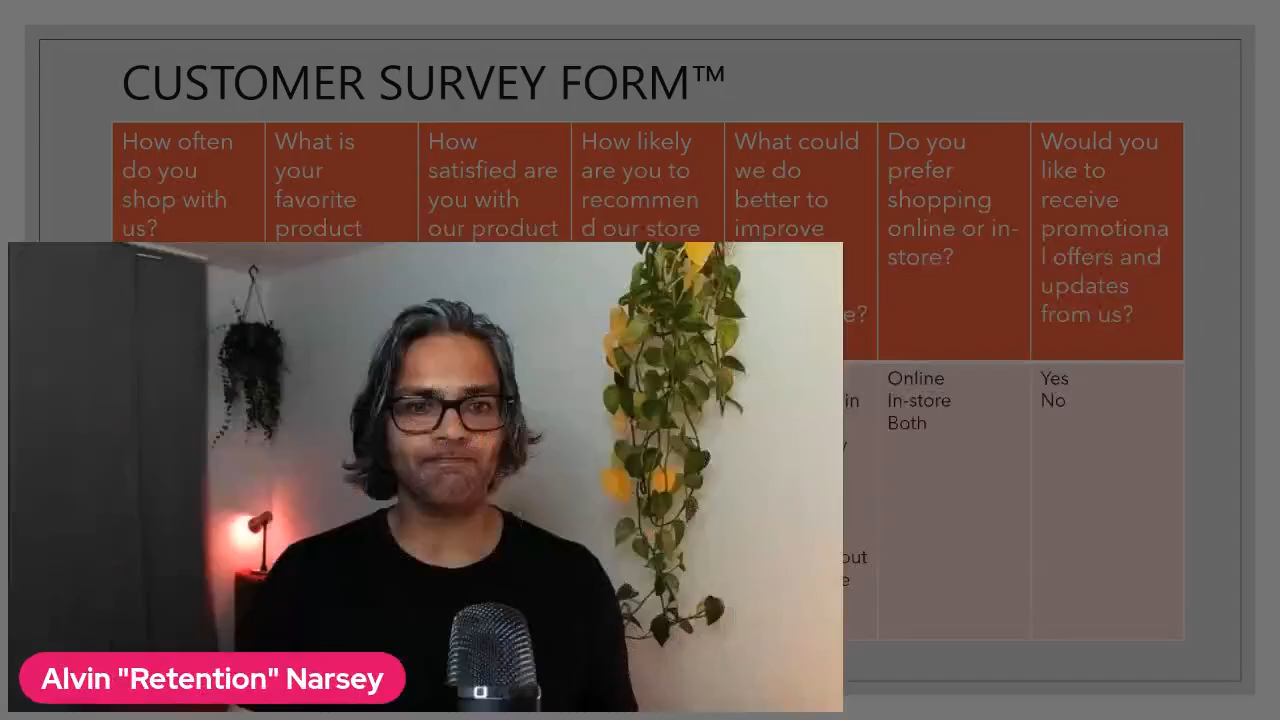 CUSTOMER SURVEY FORM™
How often
do you
shop with
us?
What is
your
favorite
product
How
satisfied are
you with
our product
How likely
are you to
recommen
d our store
What could
we do
better to
improve
e?
Do you
prefer
shopping
online or in-
store?
Would you
like to
receive
promotiona
l offers and
updates
from us?
in
y
out
e
Online
In-store
Both
Yes
No
Alvin "Retention" Narsey